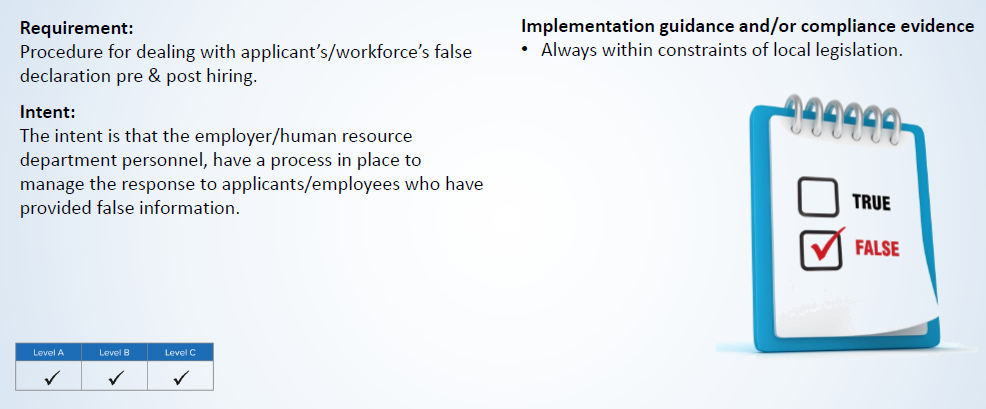 Requirement:
Procedure for dealing with applicant's/workforce's false
declaration pre & post hiring.
Intent:
The intent is that the employer/human resource
department personnel, have a process in place to
manage the response to applicants/employees who have
provided false information.
Implementation guidance and/or compliance evidence
• Always within constraints of local legislation.
TRUE
FALSE
Level A Level B Level C
✓ ✓ ✓